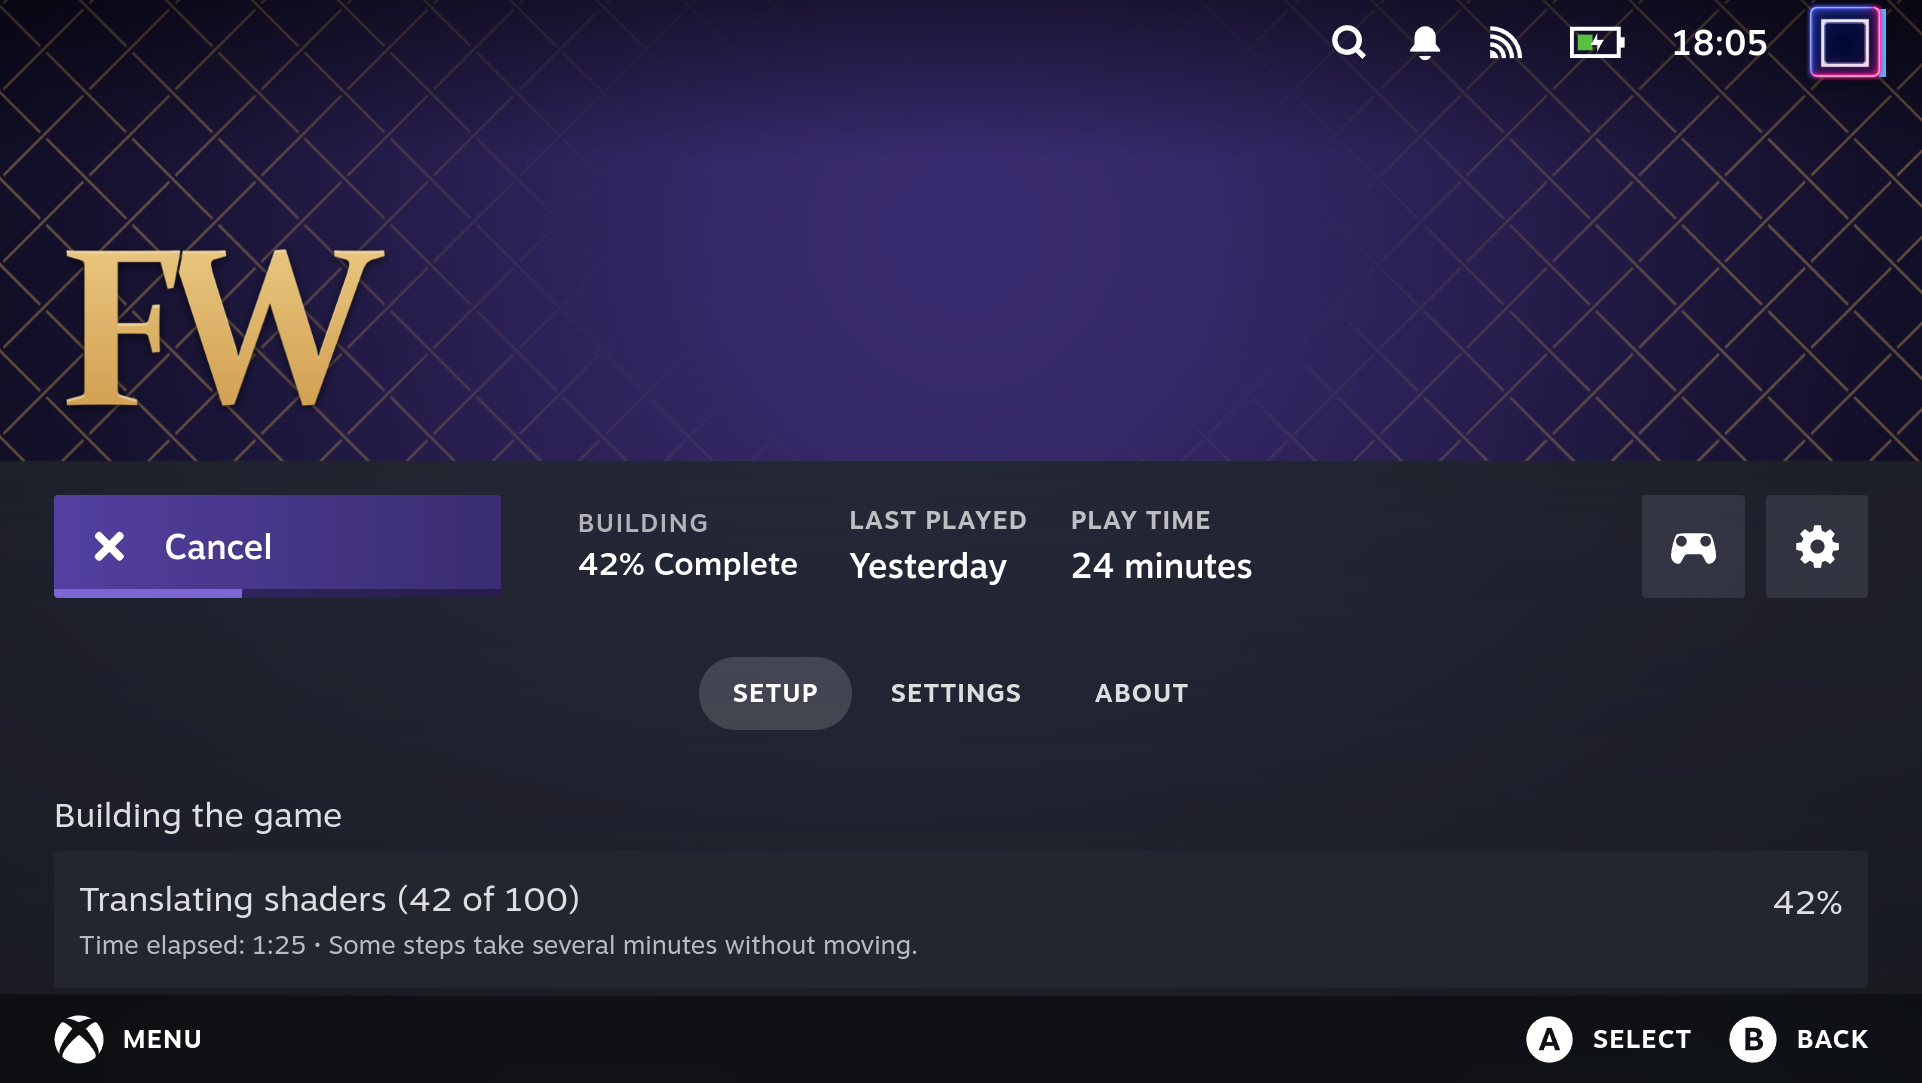 18:05
FW
Cancel
BUILDING
42% Complete
LAST PLAYED
Yesterday
PLAY TIME
24 minutes
SETUP
SETTINGS
ABOUT
Building the game
Translating shaders (42 of 100)
42%
Time elapsed: 1:25 · Some steps take several minutes without moving.
MENU
A SELECT
B BACK